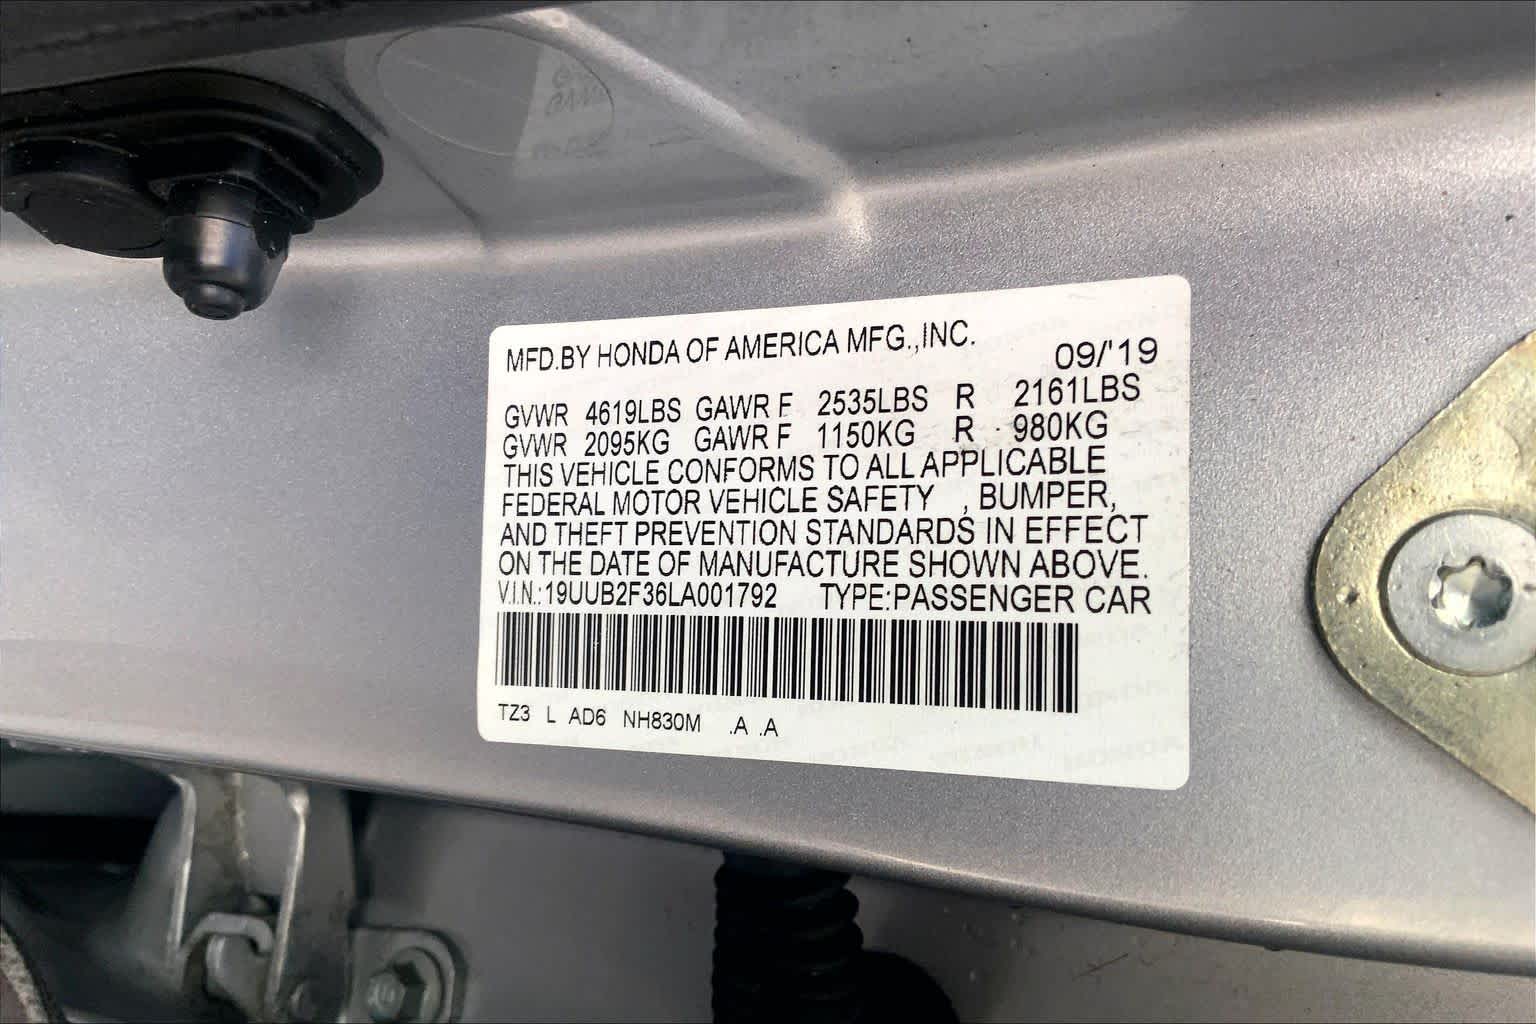 MFD.BY HONDA OF AMERICA MFG.,INC.
09/'19
GVWR 4619LBS GAWR F 2535LBS R 2161LBS
GVWR 2095KG GAWR F 1150KG R 980KG
THIS VEHICLE CONFORMS TO ALL APPLICABLE
FEDERAL MOTOR VEHICLE SAFETY , BUMPER,
AND THEFT PREVENTION STANDARDS IN EFFECT
ON THE DATE OF MANUFACTURE SHOWN ABOVE.
V.I.N.:19UUB2F36LA001792 TYPE:PASSENGER CAR
TZ3 L AD6 NH830M .A .A